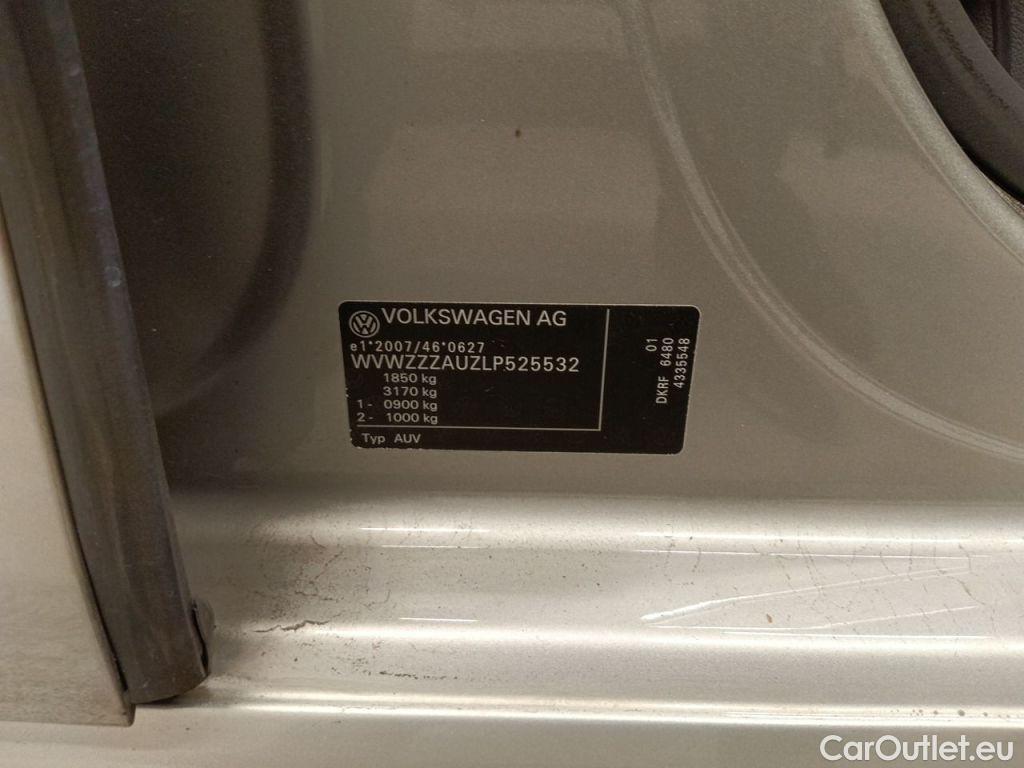 VOLKSWAGEN AG
e1*2007/46*0627
WVWZZZAUZLP525532
1850 kg
3170 kg
1- 0900 kg
2- 1000 kg
Typ AUV
01
DKRF 6480
4335548
CarOutlet.eu